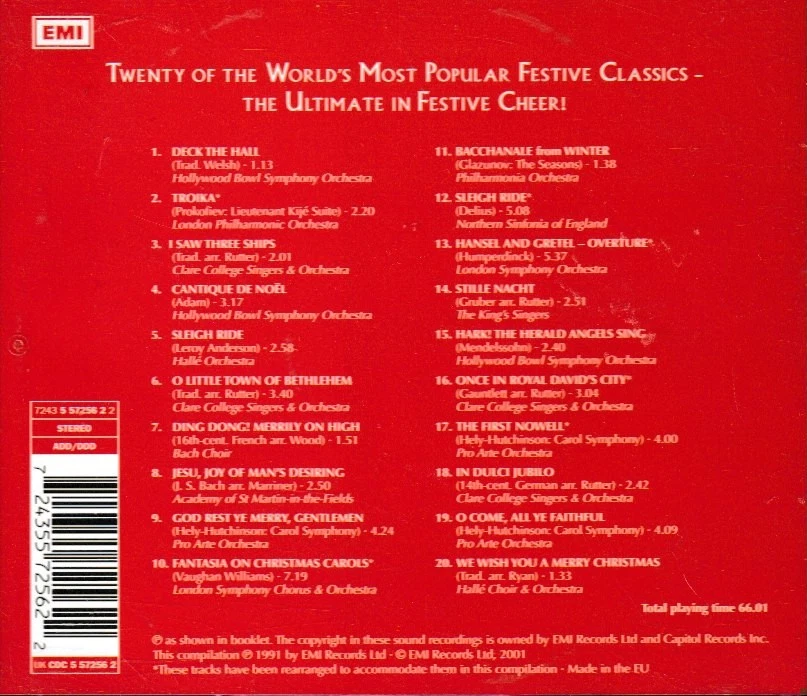 EMI
TWENTY OF THE WORLD'S MOST POPULAR FESTIVE CLASSICS –
THE ULTIMATE IN FESTIVE CHEER!
1. DECK THE HALL
(Trad. Welsh) - 1.13
Hollywood Bowl Symphony Orchestra
2. TROIKA*
(Prokofiev: Lieutenant Kijé Suite) - 2.20
London Philharmonic Orchestra
3. I SAW THREE SHIPS
(Trad. arr. Rutter) - 2.01
Clare College Singers & Orchestra
4. CANTIQUE DE NOËL
(Adam) - 3.17
Hollywood Bowl Symphony Orchestra
5. SLEIGH RIDE
(Leroy Anderson) - 2.58
Hallé Orchestra
6. O LITTLE TOWN OF BETHLEHEM
(Trad. arr. Rutter) - 3.40
Clare College Singers & Orchestra
7. DING DONG! MERRILY ON HIGH
(16th-cent. French arr. Wood) - 1.51
Bach Choir
8. JESU, JOY OF MAN'S DESIRING
(J. S. Bach arr. Marriner) - 2.50
Academy of St Martin-in-the-Fields
9. GOD REST YE MERRY, GENTLEMEN
(Hely-Hutchinson: Carol Symphony) - 4.24
Pro Arte Orchestra
10. FANTASIA ON CHRISTMAS CAROLS*
(Vaughan Williams) - 7.19
London Symphony Chorus & Orchestra
11. BACCHANALE from WINTER
(Glazunov: The Seasons) - 1.38
Philharmonia Orchestra
12. SLEIGH RIDE*
(Delius) - 5.08
Northern Sinfonia of England
13. HANSEL AND GRETEL – OVERTURE*
(Humperdinck) - 5.37
London Symphony Orchestra
14. STILLE NACHT
(Gruber arr. Rutter) - 2.51
The King's Singers
15. HARK! THE HERALD ANGELS SING
(Mendelssohn) - 2.40
Hollywood Bowl Symphony Orchestra
16. ONCE IN ROYAL DAVID'S CITY*
(Gauntlett arr. Rutter) - 3.04
Clare College Singers & Orchestra
17. THE FIRST NOWELL*
(Hely-Hutchinson: Carol Symphony) - 4.00
Pro Arte Orchestra
18. IN DULCI JUBILO
(14th-cent. German arr. Rutter) - 2.42
Clare College Singers & Orchestra
19. O COME, ALL YE FAITHFUL
(Hely-Hutchinson: Carol Symphony) - 4.09
Pro Arte Orchestra
20. WE WISH YOU A MERRY CHRISTMAS
(Trad. arr. Ryan) - 1.33
Hallé Choir & Orchestra
Total playing time 66.01
7243 5 57256 2 2
STEREO
ADD/DDD
7 24355 72562 2
UK CDC 5 57256 2
℗ as shown in booklet. The copyright in these sound recordings is owned by EMI Records Ltd and Capitol Records Inc.
This compilation ℗ 1991 by EMI Records Ltd - © EMI Records Ltd, 2001
*These tracks have been rearranged to accommodate them in this compilation - Made in the EU